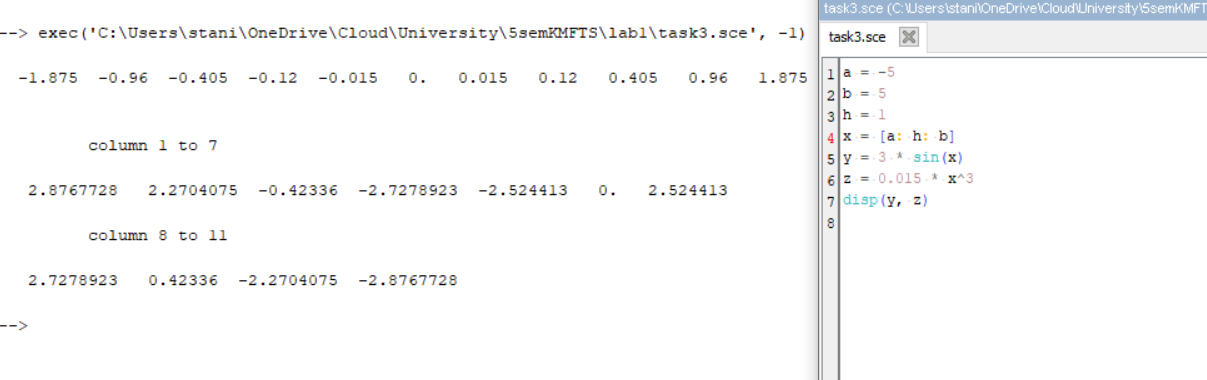 --> exec('C:\Users\stani\OneDrive\Cloud\University\5semKMFTS\lab1\task3.sce', -1)
-1.875 -0.96 -0.405 -0.12 -0.015 0. 0.015 0.12 0.405 0.96 1.875
column 1 to 7
2.8767728 2.2704075 -0.42336 -2.7278923 -2.524413 0. 2.524413
column 8 to 11
2.7278923 0.42336 -2.2704075 -2.8767728
-->
task3.sce (C:\Users\stani\OneDrive\Cloud\University\5semKMFTS
task3.sce
1 a = -5
2 b = 5
3 h = 1
4 x = [a: h: b]
5 y = 3 * sin(x)
6 z = 0.015 * x^3
7 disp(y, z)
8